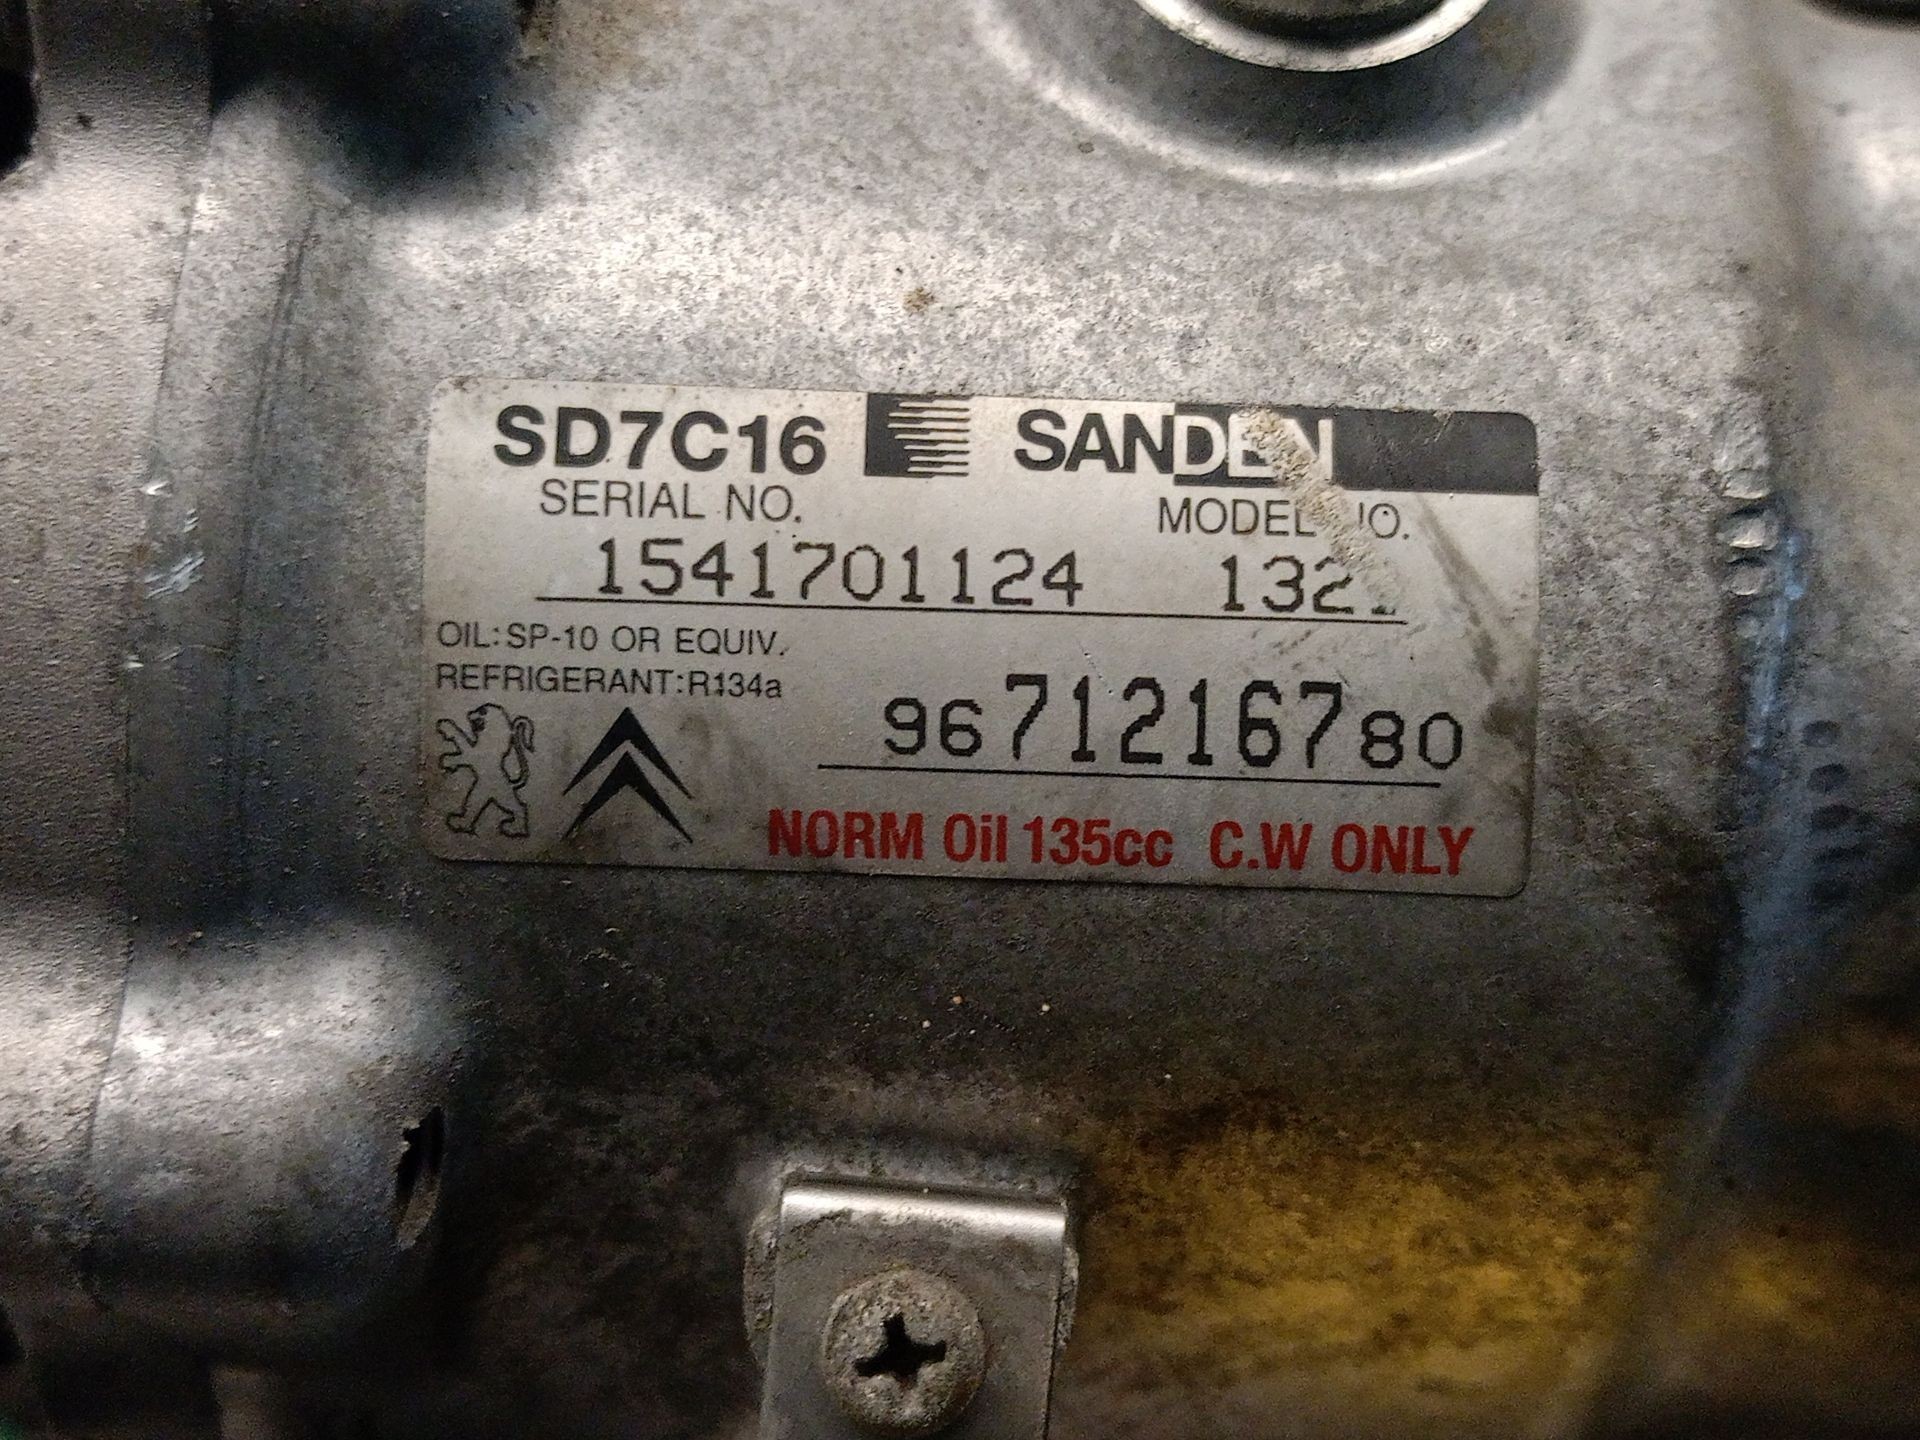 SD7C16 SANDEN
SERIAL NO. MODEL NO.
1541701124 132
OIL: SP-10 OR EQUIV.
REFRIGERANT: R134a
9671216780
NORM Oil 135cc C.W ONLY